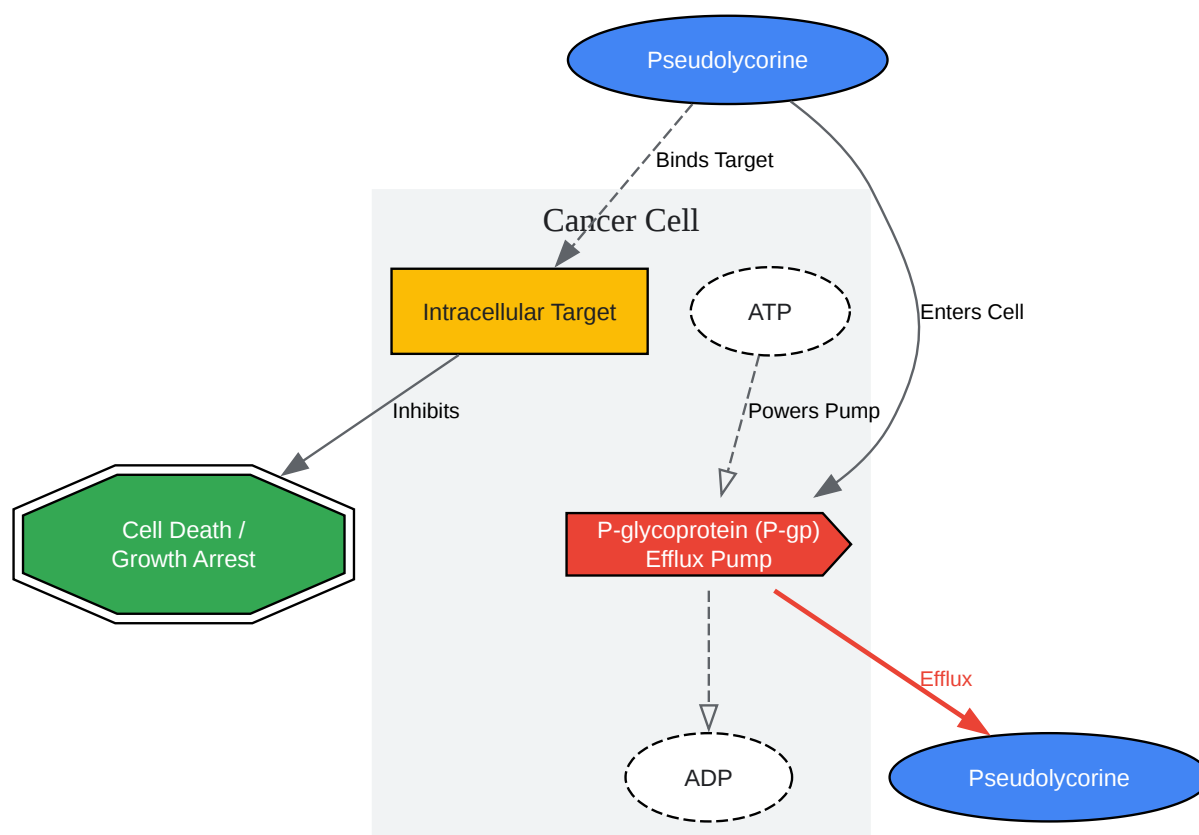 Pseudolycorine
Binds Target
Cancer Cell
Intracellular Target
ATP
Enters Cell
Inhibits
Powers Pump
Cell Death /
Growth Arrest
P-glycoprotein (P-gp)
Efflux Pump
Efflux
ADP
Pseudolycorine